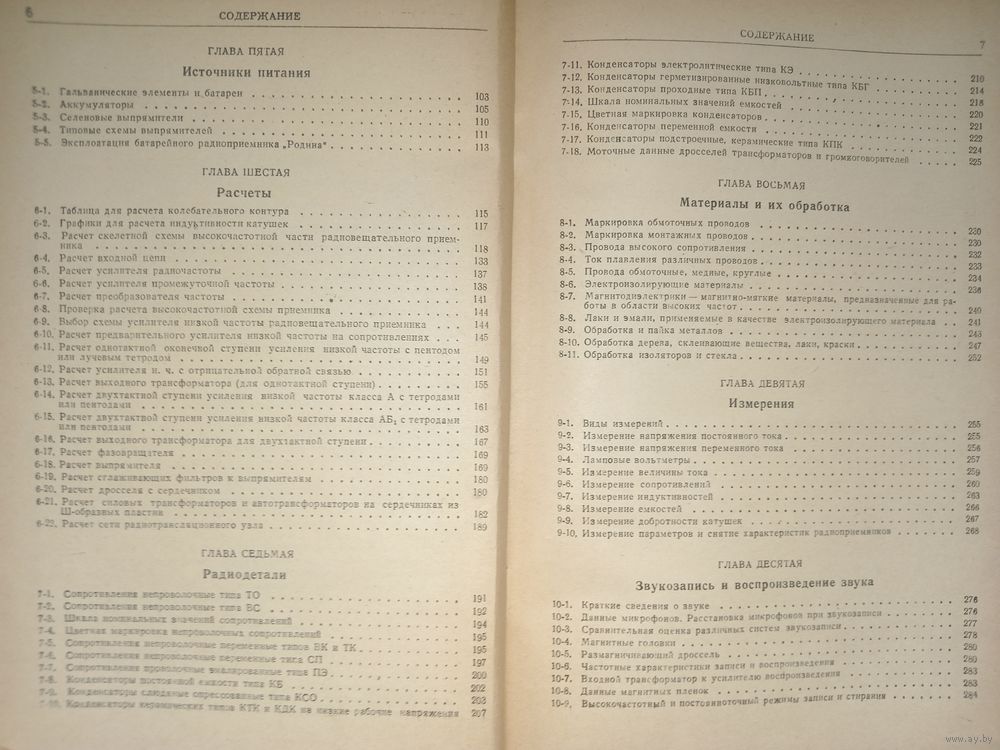 6
СОДЕРЖАНИЕ
ГЛАВА ПЯТАЯ
Источники питания
5-1. Гальванические элементы и батареи 103
5-2. Аккумуляторы 105
5-3. Селеновые выпрямители 110
5-4. Типовые схемы выпрямителей 111
5-5. Эксплоатация батарейного радиоприемника „Родина“ 113
ГЛАВА ШЕСТАЯ
Расчеты
6-1. Таблица для расчета колебательного контура 115
6-2. Графики для расчета индуктивности катушек 117
6-3. Расчет скелетной схемы высокочастотной части радиовещательного прием-
ника 118
6-4. Расчет входной цепи 133
6-5. Расчет усилителя радиочастоты 137
6-6. Расчет усилителя промежуточной частоты 138
6-7. Расчет преобразователя частоты 141
6-8. Проверка расчета высокочастотной схемы приемника 144
6-9. Выбор схемы усилителя низкой частоты радиовещательного приемника 144
6-10. Расчет предварительного усилителя низкой частоты на сопротивлениях 145
6-11. Расчет однотактной оконечной ступени усиления низкой частоты с пентодом
или лучевым тетродом 149
6-12. Расчет усилителя н. ч. с отрицательной обратной связью 151
6-13. Расчет выходного трансформатора (для однотактной ступени) 155
6-14. Расчет двухтактной ступени усиления низкой частоты класса А с тетродами
или пентодами 161
6-15. Расчет двухтактной ступени усиления низкой частоты класса АБ₁ с тетродами
или пентодами 163
6-16. Расчет выходного трансформатора для двухтактной ступени 167
6-17. Расчет фазовращателя 169
6-18. Расчет выпрямителя 169
6-19. Расчет сглаживающих фильтров к выпрямителям 180
6-20. Расчет дросселя с сердечником 180
6-21. Расчет силовых трансформаторов и автотрансформаторов на сердечниках из
Ш-образных пластин 182
6-22. Расчет сети радиотрансляционного узла 189
ГЛАВА СЕДЬМАЯ
Радиодетали
7-1. Сопротивления непроволочные типа ТО 191
7-2. Сопротивления непроволочные типа ВС 192
7-3. Шкала номинальных значений сопротивлений 194
7-4. Цветная маркировка непроволочных сопротивлений 195
7-5. Сопротивления непроволочные переменные типов ВК и ТК 195
7-6. Сопротивления непроволочные переменные типа СП 197
7-7. Сопротивления проволочные эмалированные типа ПЭ 200
7-8. Конденсаторы постоянной емкости типа КБ 202
7-9. Конденсаторы слюдяные опрессованные типа КСО 203
7-10. Конденсаторы керамических типов КТК и КДК на низкие рабочие напряжения 207
СОДЕРЖАНИЕ
7
7-11. Конденсаторы электролитические типа КЭ 210
7-12. Конденсаторы герметизированные низковольтные типа КБГ 214
7-13. Конденсаторы проходные типа КБП 218
7-14. Шкала номинальных значений емкостей 220
7-15. Цветная маркировка конденсаторов 221
7-16. Конденсаторы переменной емкости 222
7-17. Конденсаторы подстроечные, керамические типа КПК 224
7-18. Моточные данные дросселей трансформаторов и громкоговорителей 225
ГЛАВА ВОСЬМАЯ
Материалы и их обработка
8-1. Маркировка обмоточных проводов 230
8-2. Маркировка монтажных проводов 230
8-3. Провода высокого сопротивления 232
8-4. Ток плавления различных проводов 233
8-5. Провода обмоточные, медные, круглые 234
8-6. Электроизолирующие материалы 236
8-7. Магнитодиэлектрики — магнитно-мягкие материалы, предназначенные для ра-
боты в области высоких частот 240
8-8. Лаки и эмали, применяемые в качестве электроизолирующего материала 241
8-9. Обработка и пайка металлов 243
8-10. Обработка дерева, склеивающие вещества, лаки, краски 247
8-11. Обработка изоляторов и стекла 252
ГЛАВА ДЕВЯТАЯ
Измерения
9-1. Виды измерений 255
9-2. Измерение напряжения постоянного тока 255
9-3. Измерение напряжения переменного тока 256
9-4. Ламповые вольтметры 257
9-5. Измерение величины тока 259
9-6. Измерение сопротивлений 260
9-7. Измерение индуктивностей 263
9-8. Измерение емкостей 266
9-9. Измерение добротности катушек 267
9-10. Измерение параметров и снятие характеристик радиоприемников 268
ГЛАВА ДЕСЯТАЯ
Звукозапись и воспроизведение звука
10-1. Краткие сведения о звуке 276
10-2. Данные микрофонов. Расстановка микрофонов при звукозаписи 276
10-3. Сравнительная оценка различных систем звукозаписи 277
10-4. Магнитные головки 278
10-5. Размагничивающий дроссель 280
10-6. Частотные характеристики записи и воспроизведения 280
10-7. Входной трансформатор к усилителю воспроизведения 283
10-8. Данные магнитных пленок 283
10-9. Высокочастотный и постоянноточный режимы записи и стирания 284
www.ay.by